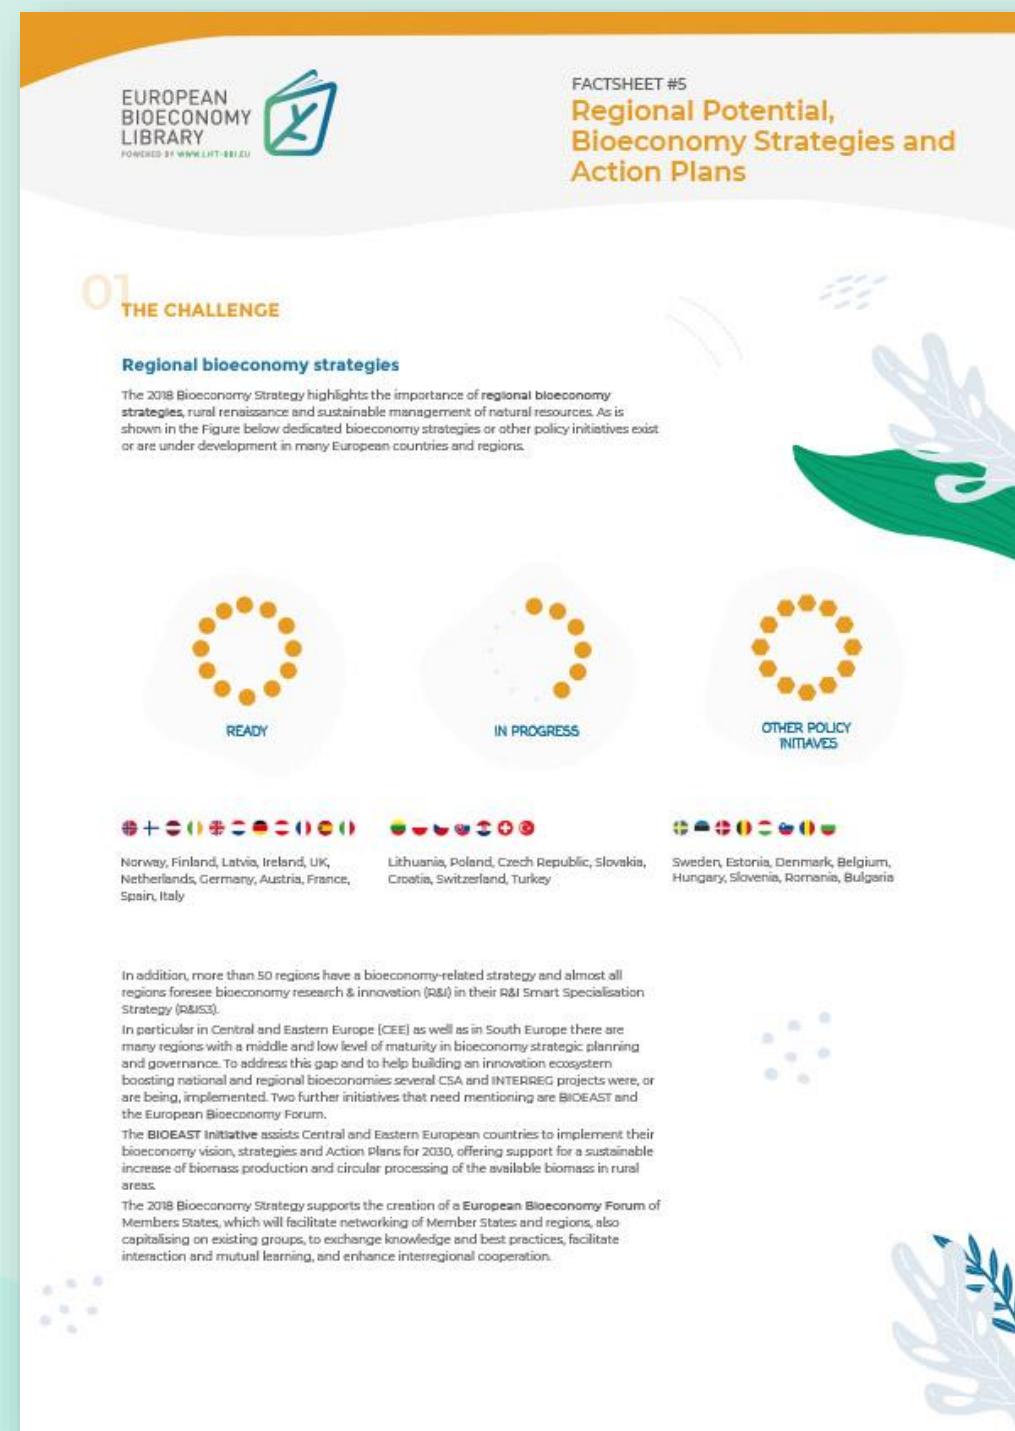 EUROPEAN
BIOECONOMY
LIBRARY
POWERED BY WWW.LIFT-BBI.EU
FACTSHEET #5
Regional Potential,
Bioeconomy Strategies and
Action Plans
01
THE CHALLENGE
Regional bioeconomy strategies
The 2018 Bioeconomy Strategy highlights the importance of regional bioeconomy
strategies, rural renaissance and sustainable management of natural resources. As is
shown in the Figure below dedicated bioeconomy strategies or other policy initiatives exist
or are under development in many European countries and regions.
READY
IN PROGRESS
OTHER POLICY
INITIAVES
Norway, Finland, Latvia, Ireland, UK,
Netherlands, Germany, Austria, France,
Spain, Italy
Lithuania, Poland, Czech Republic, Slovakia,
Croatia, Switzerland, Turkey
Sweden, Estonia, Denmark, Belgium,
Hungary, Slovenia, Romania, Bulgaria
In addition, more than 50 regions have a bioeconomy-related strategy and almost all
regions foresee bioeconomy research & innovation (R&I) in their R&I Smart Specialisation
Strategy (R&IS3).
In particular in Central and Eastern Europe (CEE) as well as in South Europe there are
many regions with a middle and low level of maturity in bioeconomy strategic planning
and governance. To address this gap and to help building an innovation ecosystem
boosting national and regional bioeconomies several CSA and INTERREG projects were, or
are being, implemented. Two further initiatives that need mentioning are BIOEAST and
the European Bioeconomy Forum.
The BIOEAST Initiative assists Central and Eastern European countries to implement their
bioeconomy vision, strategies and Action Plans for 2030, offering support for a sustainable
increase of biomass production and circular processing of the available biomass in rural
areas.
The 2018 Bioeconomy Strategy supports the creation of a European Bioeconomy Forum of
Members States, which will facilitate networking of Member States and regions, also
capitalising on existing groups, to exchange knowledge and best practices, facilitate
interaction and mutual learning, and enhance interregional cooperation.